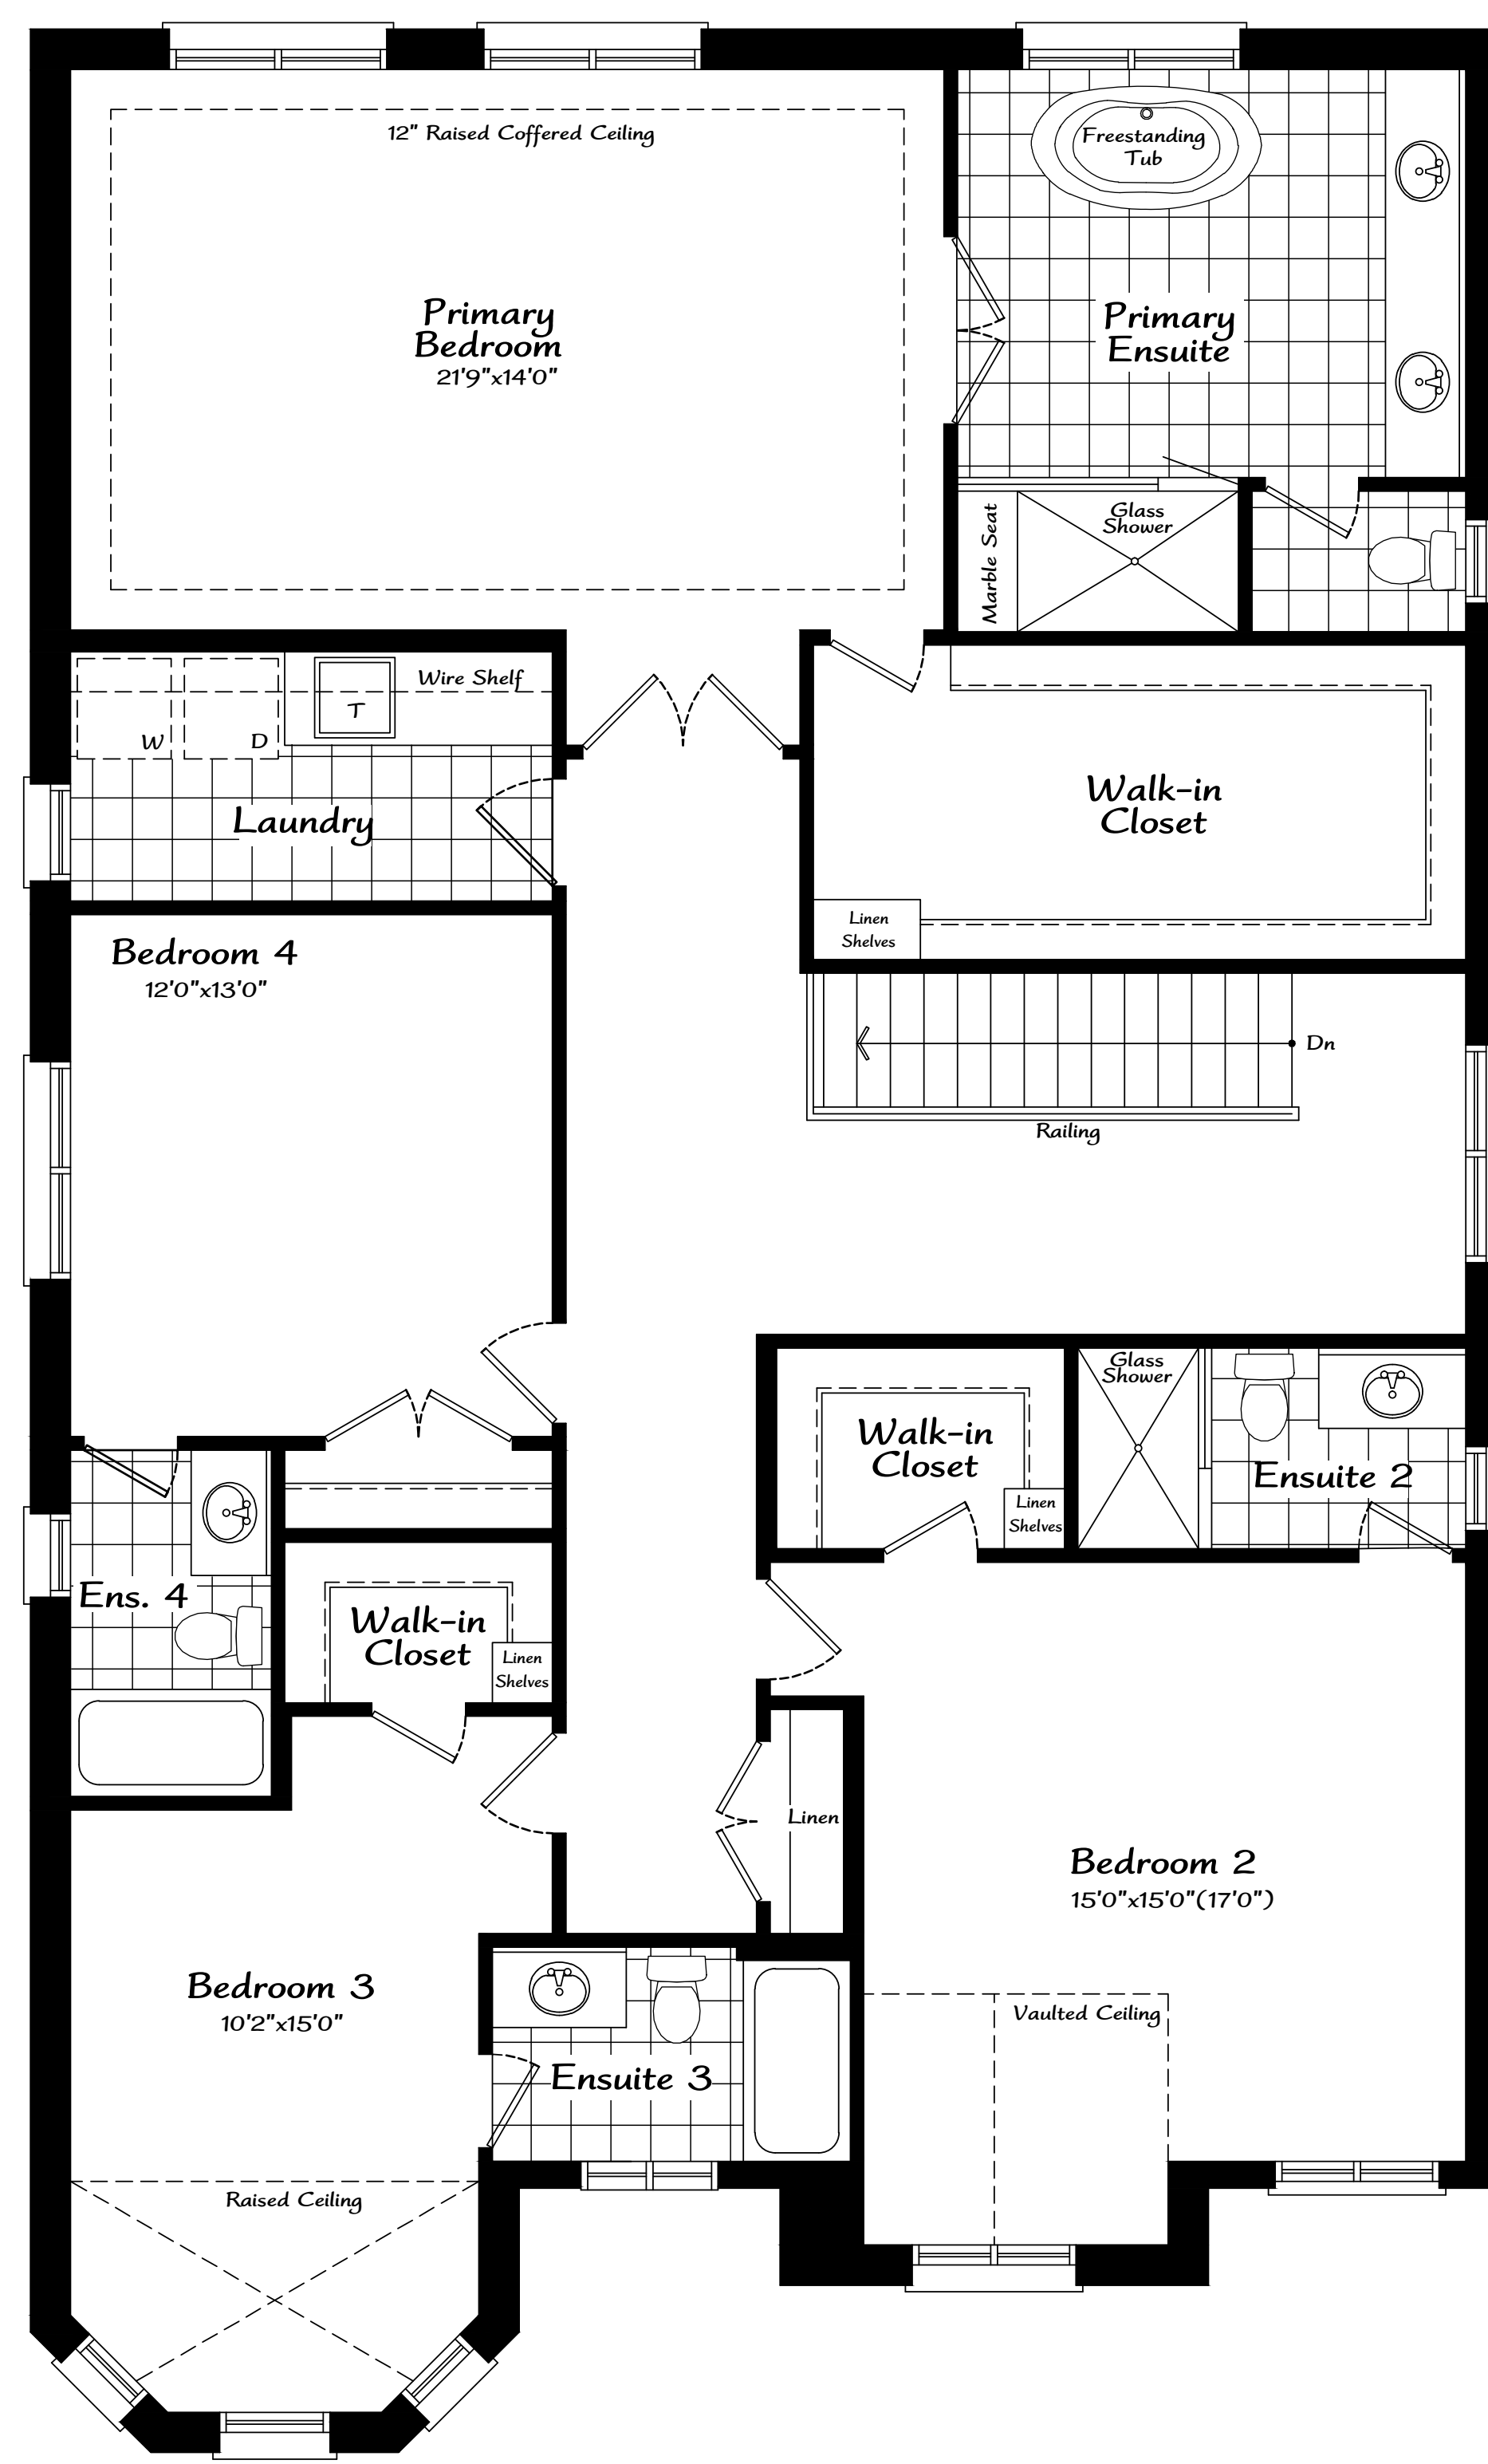 12" Raised Coffered Ceiling
Freestanding
Tub
Primary
Bedroom
21'9"x14'0"
Primary
Ensuite
Marble Seat
Glass
Shower
Wire Shelf
T
W
D
Laundry
Walk-in
Closet
Linen
Shelves
Bedroom 4
12'0"x13'0"
Dn
Railing
Glass
Shower
Walk-in
Closet
Linen
Shelves
Ensuite 2
Ens. 4
Walk-in
Closet
Linen
Shelves
Linen
Bedroom 2
15'0"x15'0"(17'0")
Bedroom 3
10'2"x15'0"
Vaulted Ceiling
Ensuite 3
Raised Ceiling